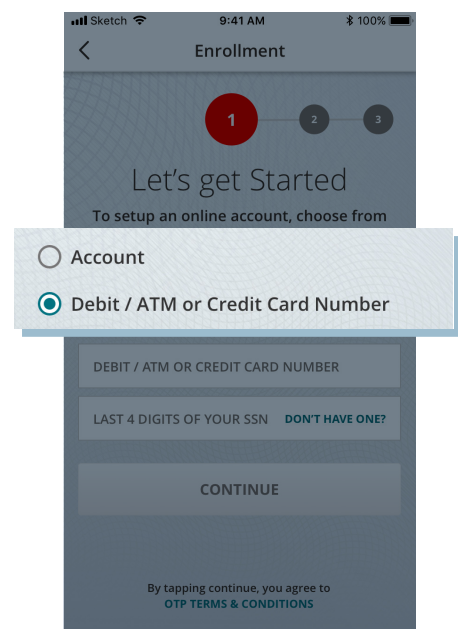 Sketch 9:41 AM 100%
Enrollment
1 2 3
Let's get Started
To setup an online account, choose from
Account
Debit / ATM or Credit Card Number
DEBIT / ATM OR CREDIT CARD NUMBER
LAST 4 DIGITS OF YOUR SSN DON'T HAVE ONE?
CONTINUE
By tapping continue, you agree to
OTP TERMS & CONDITIONS